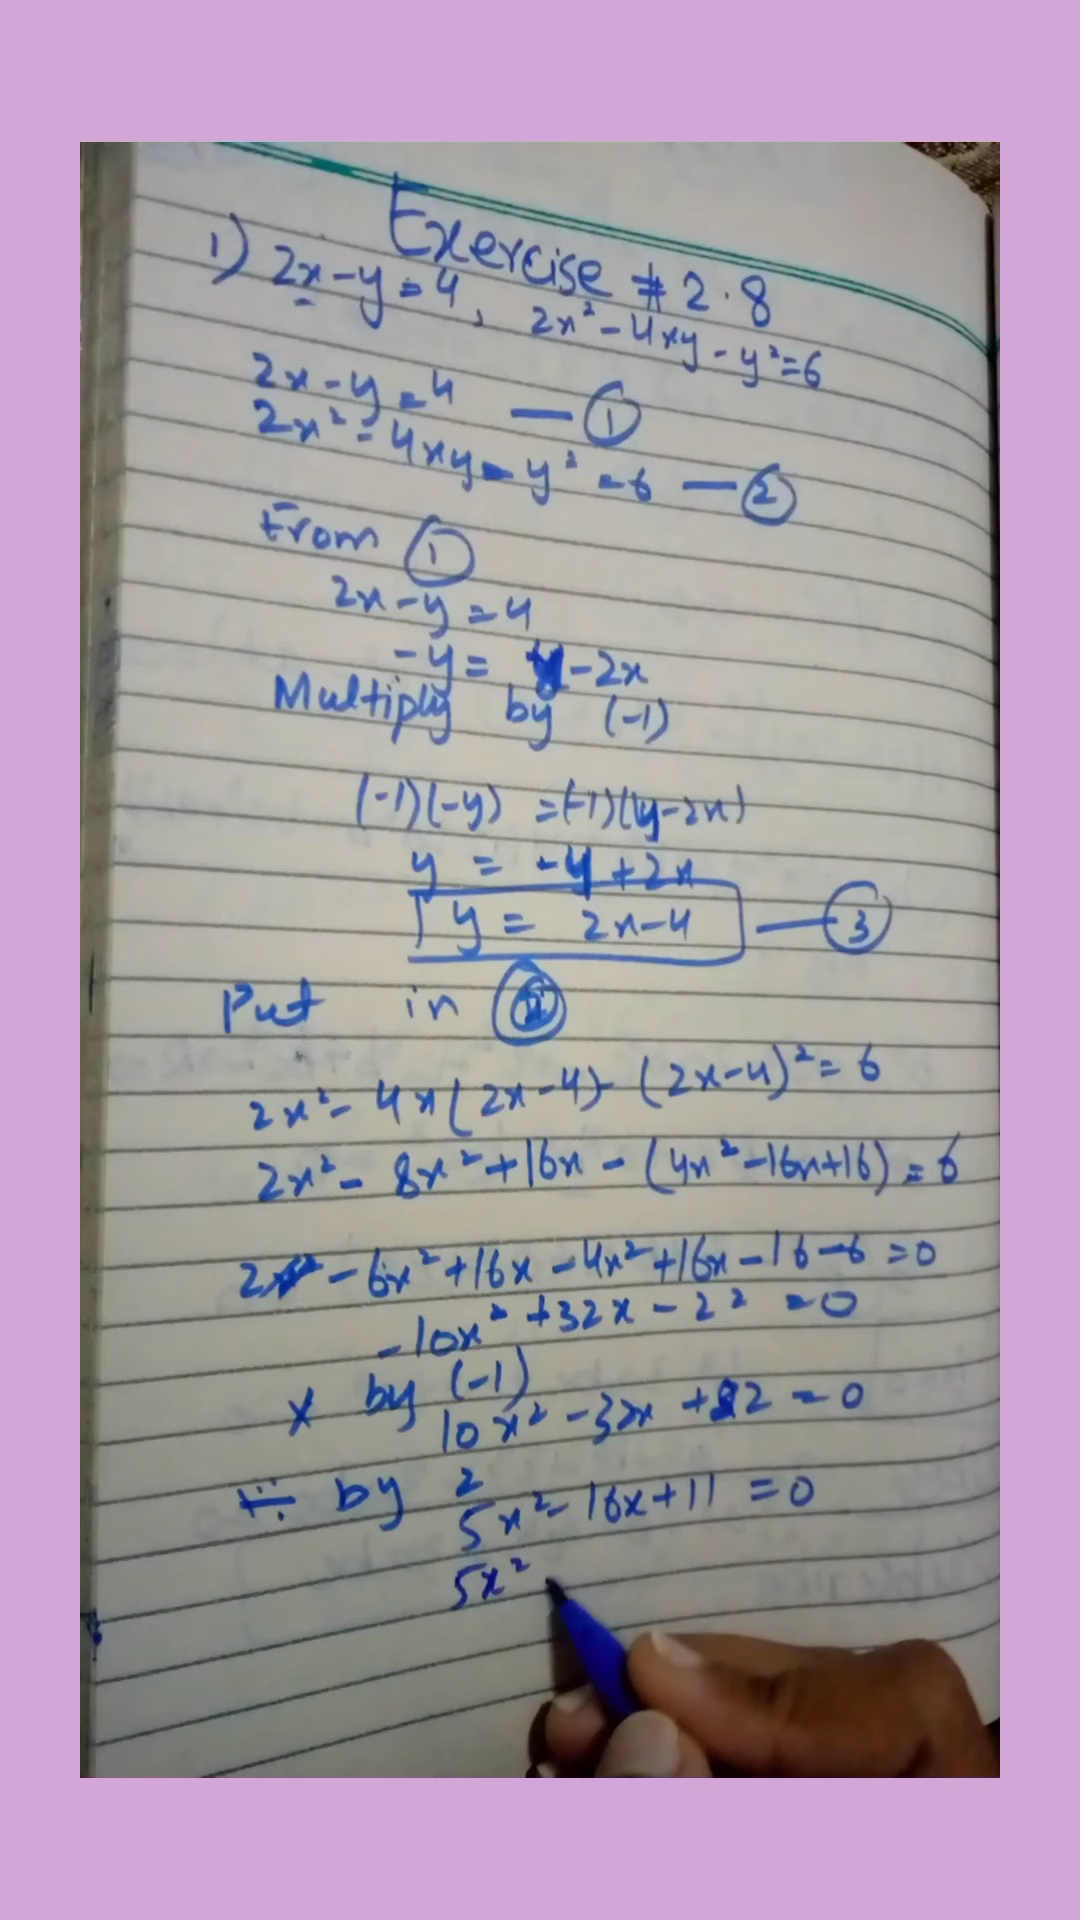 Exercise # 2.8
1) 2x-y=4, 2x²-4xy-y²=6
2x-y=4 — ①
2x²-4xy-y²=6 — ②
From ①
2x-y=4
-y= 4-2x
Multiply by (-1)
(-1)(-y) =(-1)(4-2x)
y = -4+2x
y = 2x-4 — ③
Put in ②
2x²-4x(2x-4)-(2x-4)²=6
2x²-8x²+16x-(4x²-16x+16)=6
-6x²+16x-4x²+16x-16-6=0
-10x²+32x-22=0
x by (-1)
10x²-32x+22=0
÷ by 2
5x²-16x+11=0
5x²